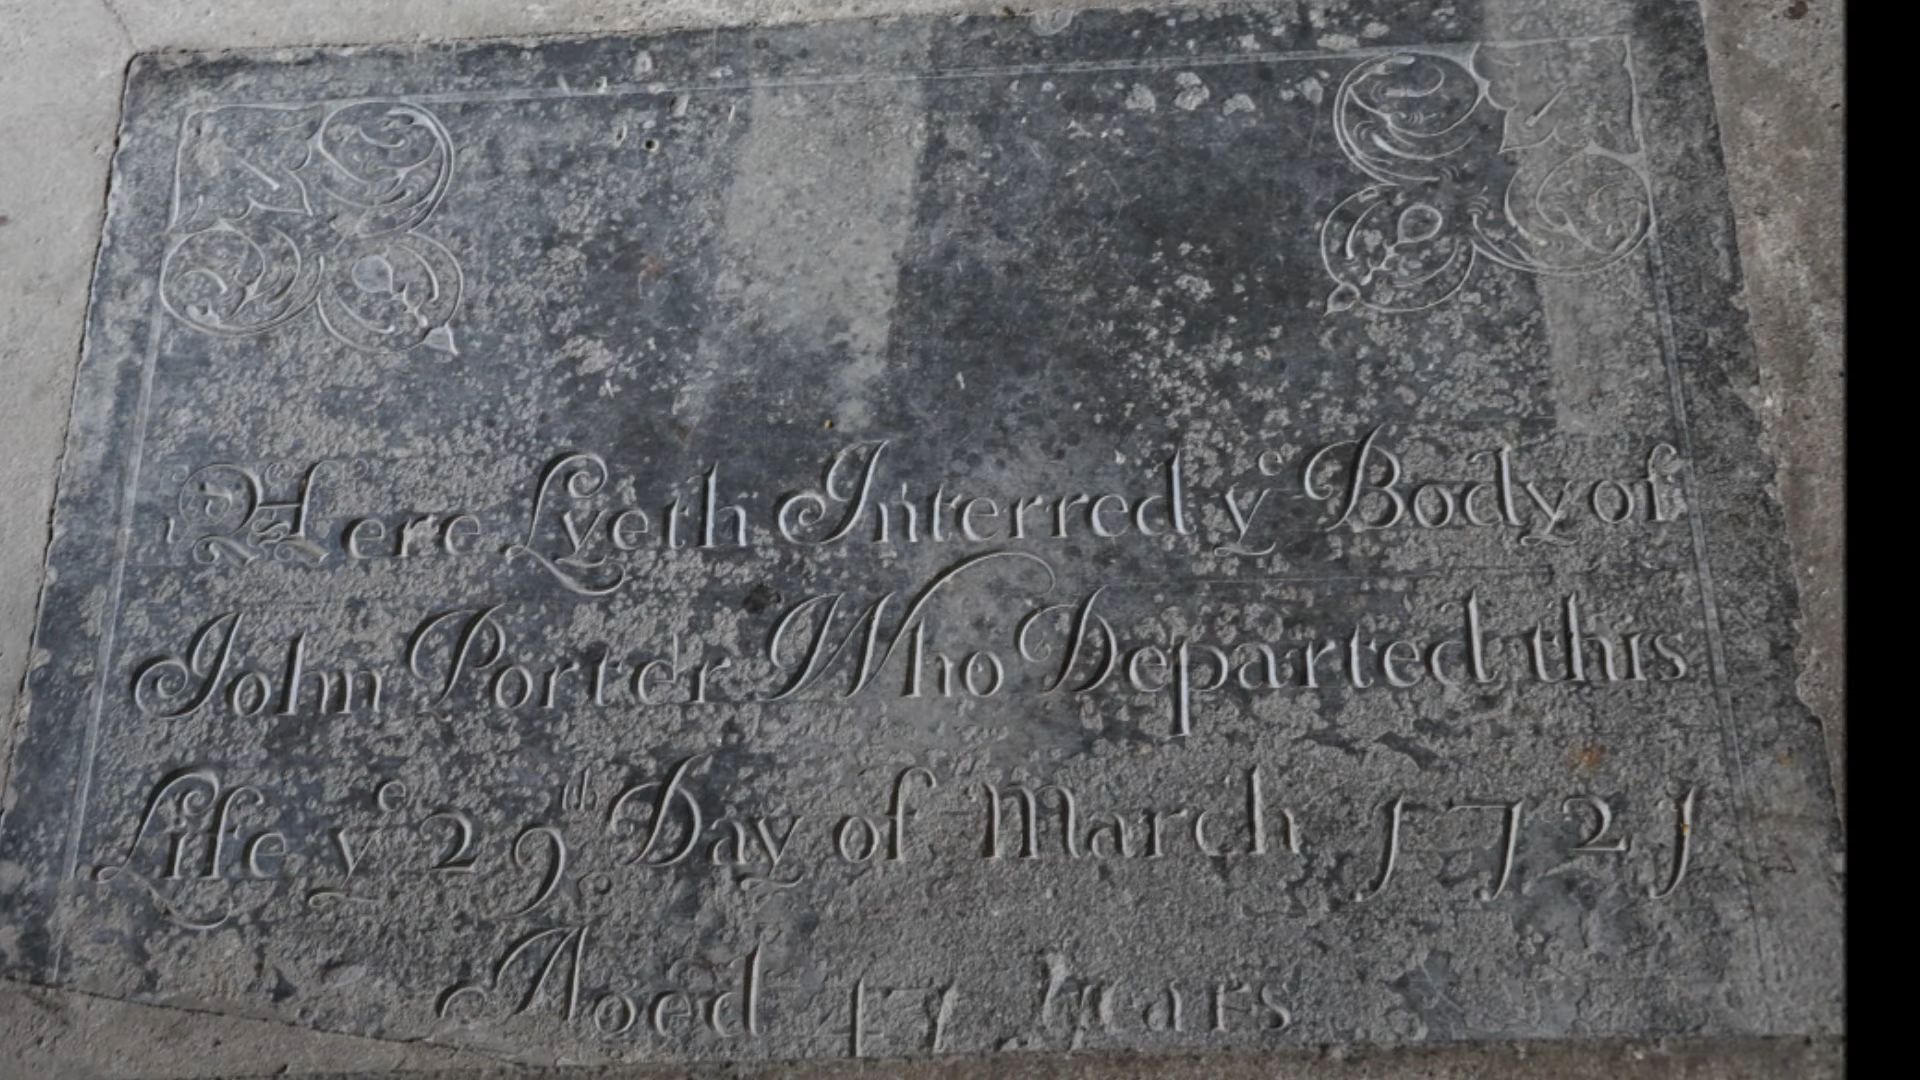 Here Lyeth Interred yᵉ Body of
John Porter Who Departed this
Life yᵉ 29th Day of March 1721
Aged 47 Years